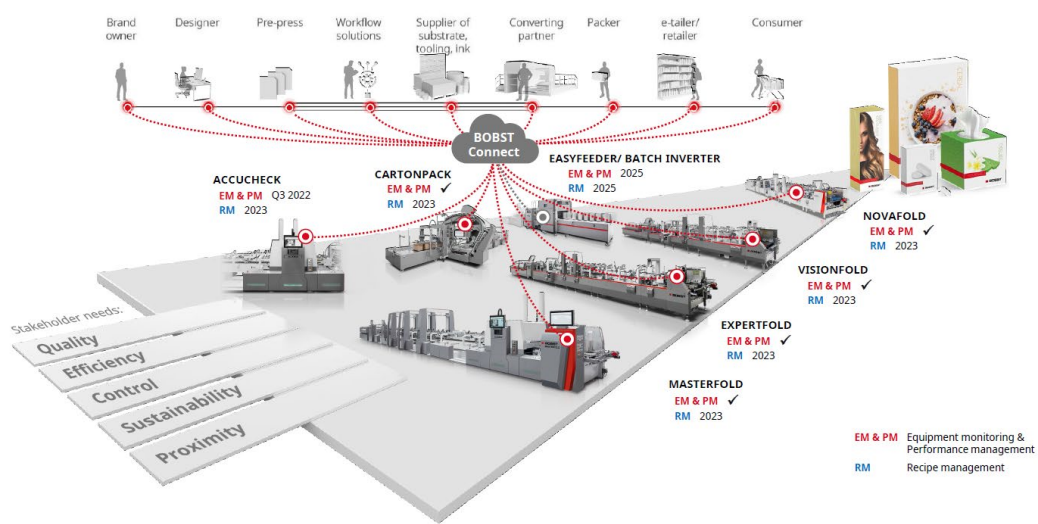 Brand
owner
Designer
Pre-press
Workflow
solutions
Supplier of
substrate,
tooling, ink
Converting
partner
Packer
e-tailer/
retailer
Consumer
BOBST
Connect
ACCUCHECK
EM & PM Q3 2022
RM 2023
CARTONPACK
EM & PM ✓
RM 2023
EASYFEEDER/ BATCH INVERTER
EM & PM 2025
RM 2025
NOVAFOLD
EM & PM ✓
RM 2023
VISIONFOLD
EM & PM ✓
RM 2023
EXPERTFOLD
EM & PM ✓
RM 2023
MASTERFOLD
EM & PM ✓
RM 2023
Stakeholder needs:
Quality
Efficiency
Control
Sustainability
Proximity
EM & PM Equipment monitoring &
Performance management
RM Recipe management